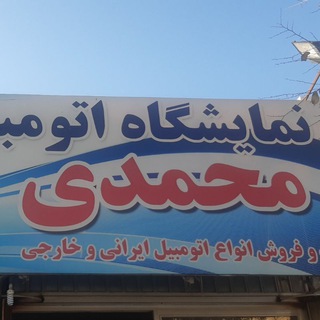 نمایشگاه اتومب
محمدی
و فروش انواع اتومبیل ایرانی و خارجی